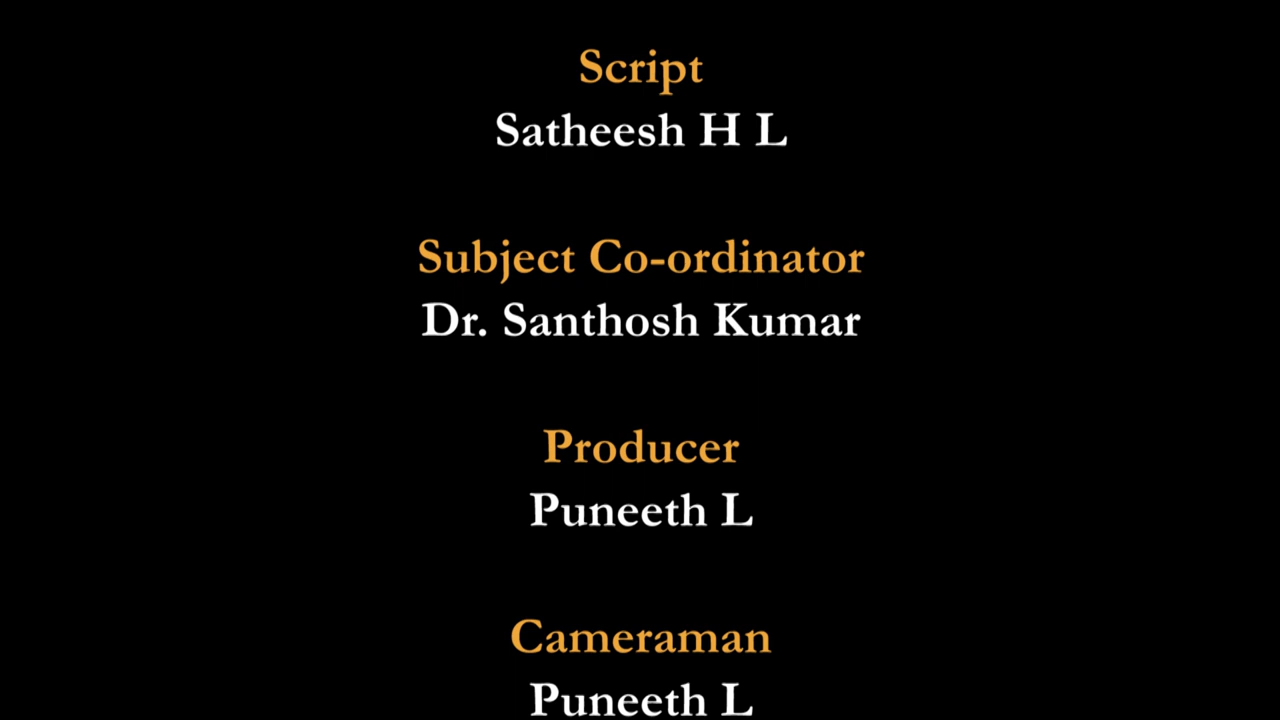 Script
Satheesh H L
Subject Co-ordinator
Dr. Santhosh Kumar
Producer
Puneeth L
Cameraman
Puneeth L